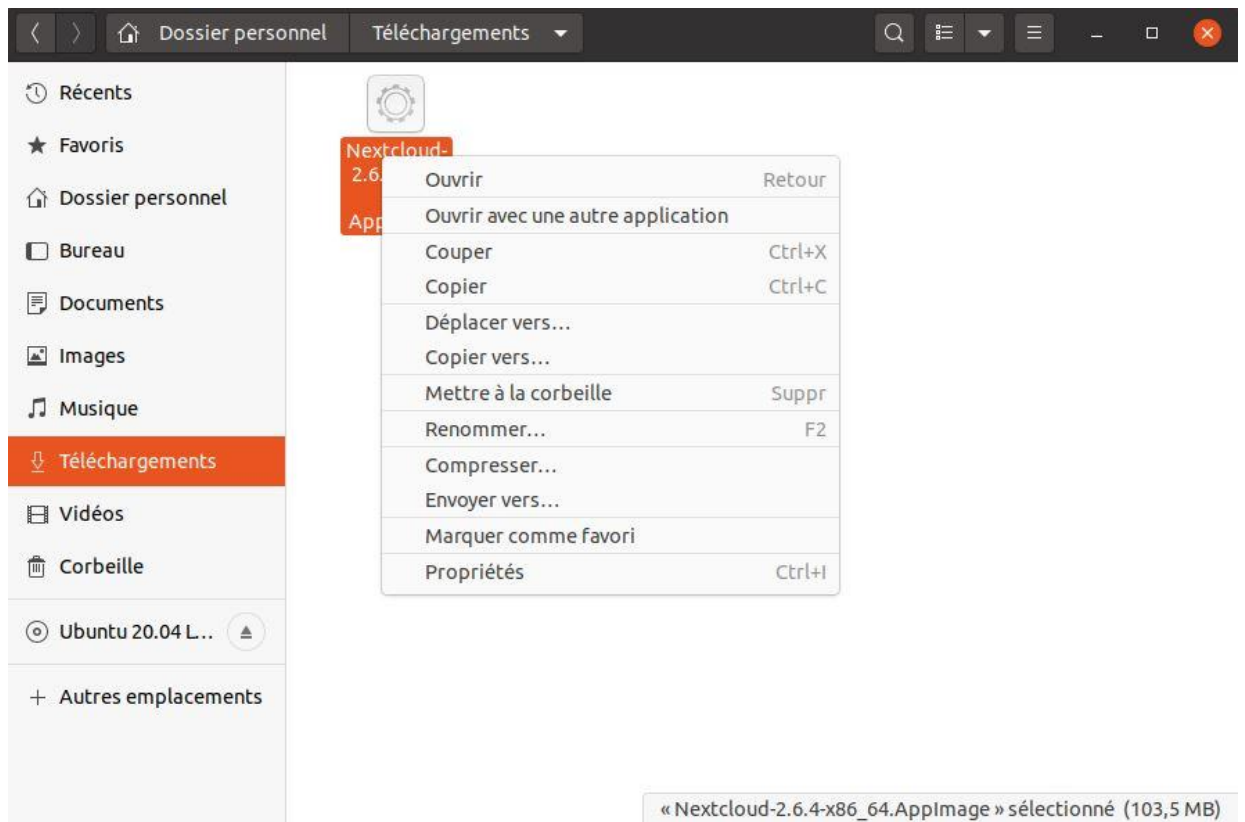 Dossier personnel Téléchargements
Récents
Favoris
Dossier personnel
Bureau
Documents
Images
Musique
Téléchargements
Vidéos
Corbeille
Ubuntu 20.04 L...
Autres emplacements
Nextcloud-
2.6.
App
Ouvrir Retour
Ouvrir avec une autre application
Couper Ctrl+X
Copier Ctrl+C
Déplacer vers...
Copier vers...
Mettre à la corbeille Suppr
Renommer... F2
Compresser...
Envoyer vers...
Marquer comme favori
Propriétés Ctrl+I
« Nextcloud-2.6.4-x86_64.AppImage » sélectionné (103,5 MB)